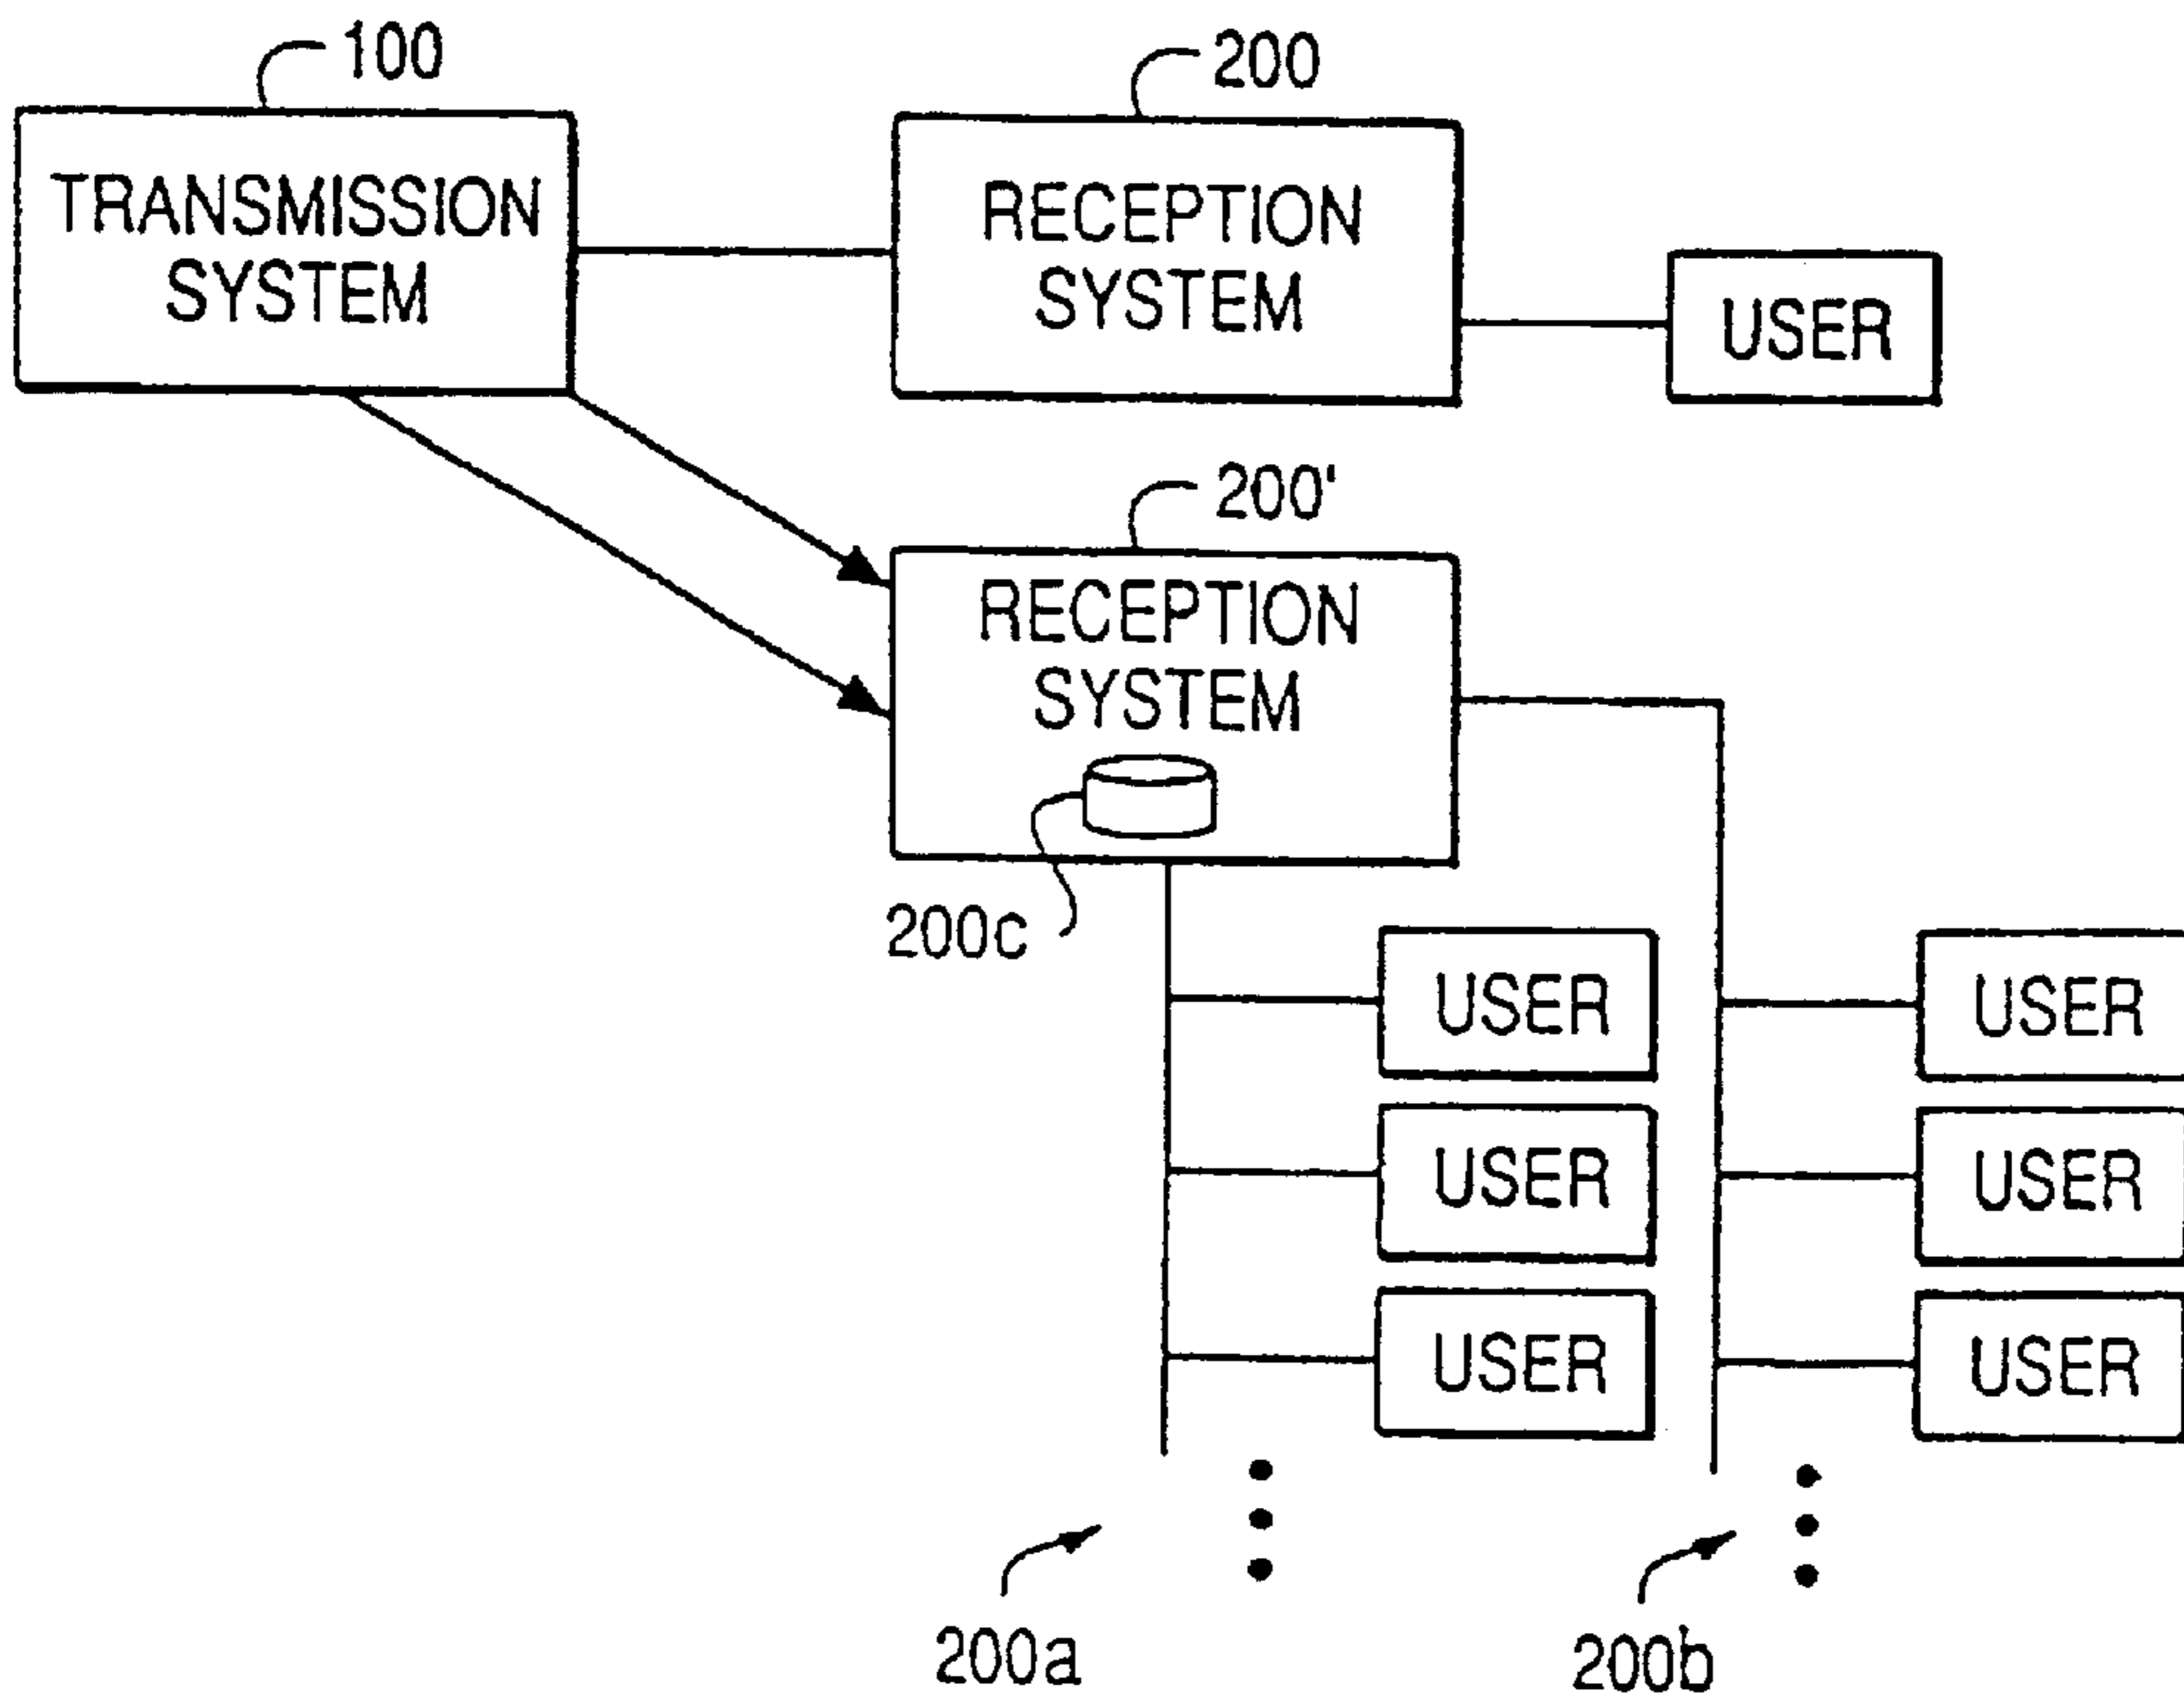 100
200
TRANSMISSION
SYSTEM
RECEPTION
SYSTEM
USER
200'
RECEPTION
SYSTEM
200c
USER
USER
USER
USER
USER
USER
200a
200b